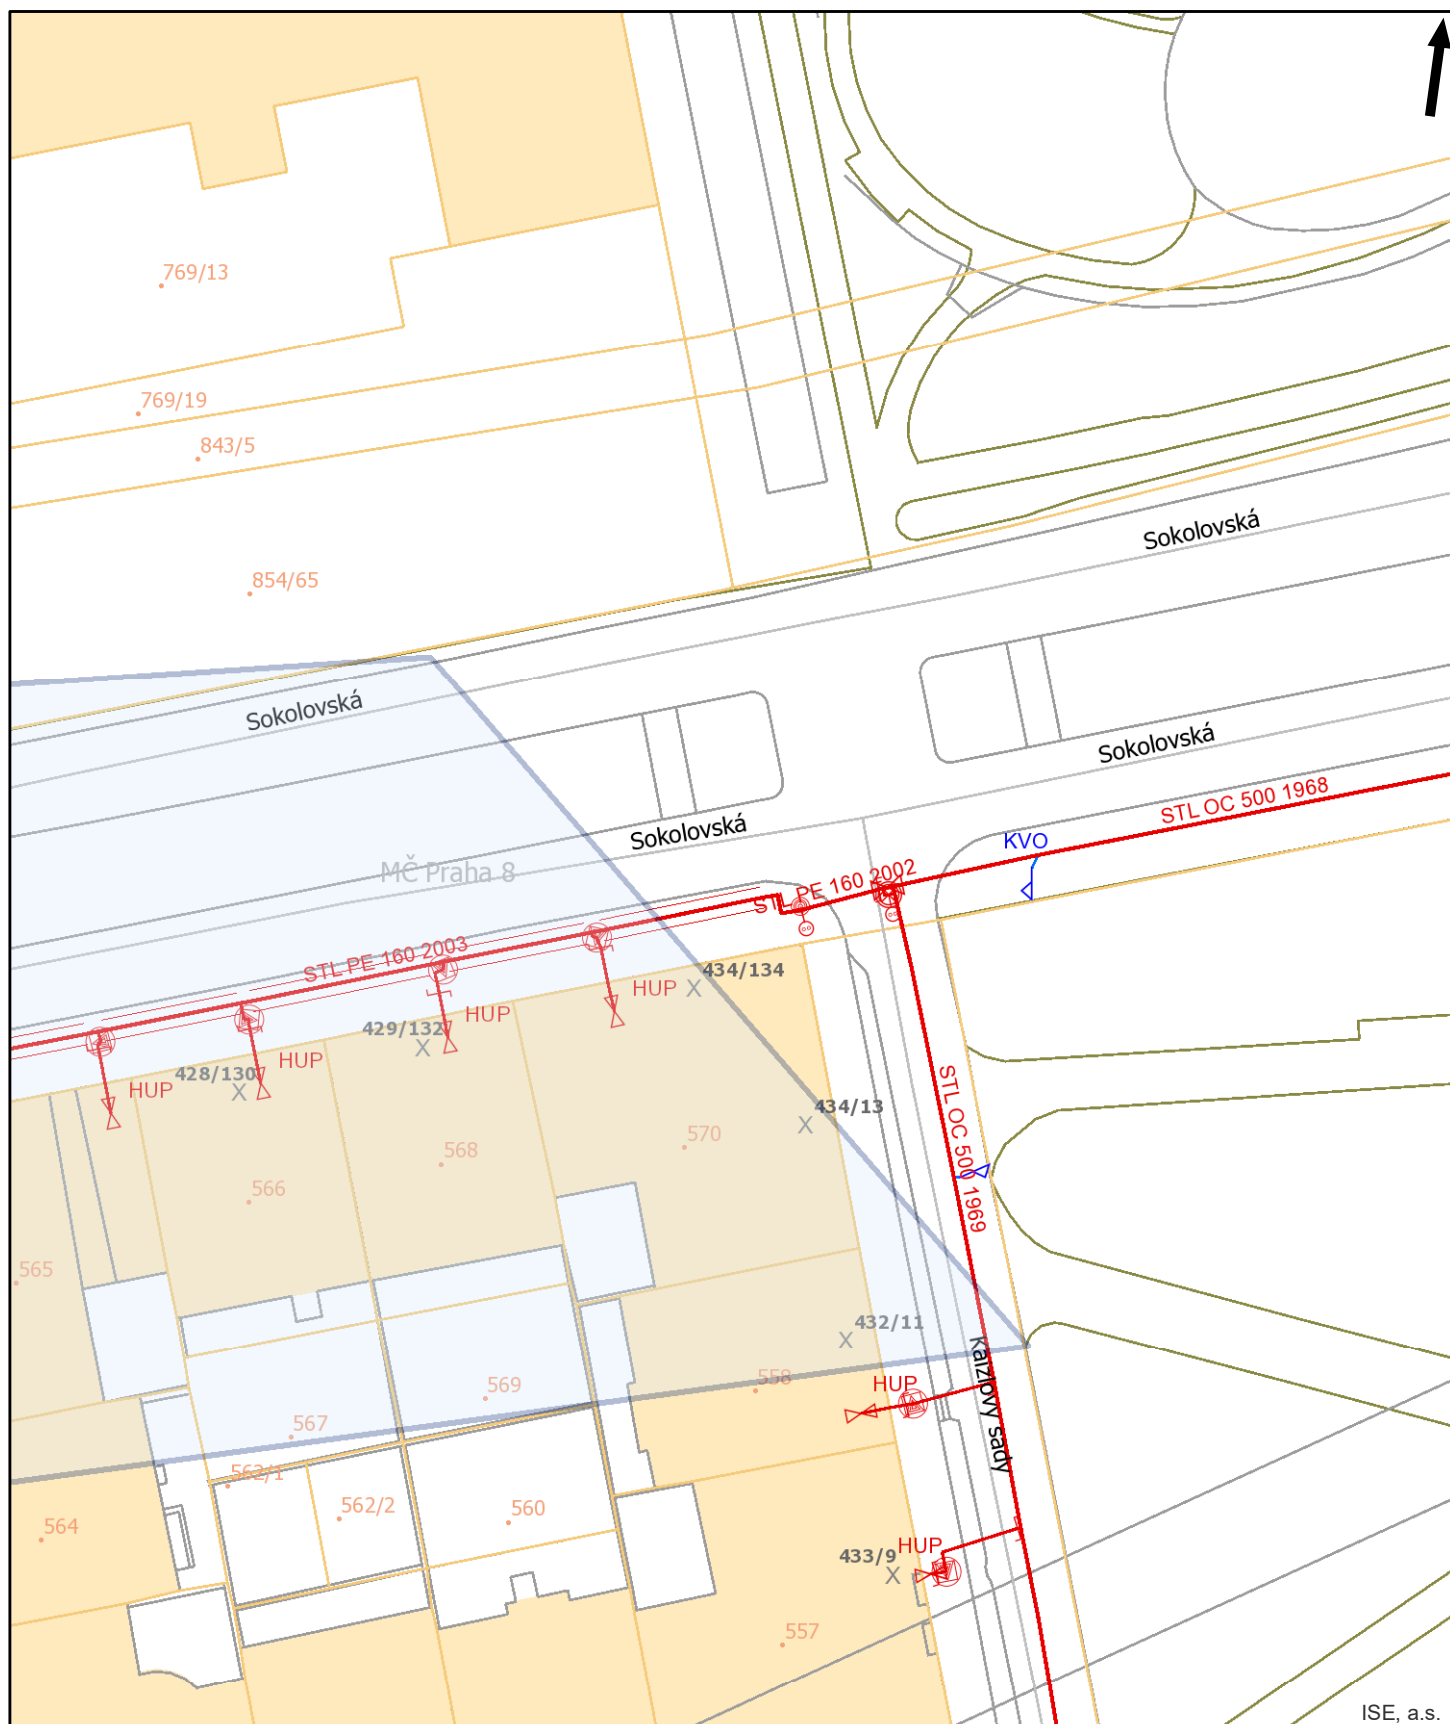 769/13
769/19
843/5
Sokolovská
854/65
Sokolovská
Sokolovská
STL OC 500 1968
Sokolovská
KVO
MČ Praha 8
STL PE 160 2002
STL PE 160 2003
434/134
HUP
HUP
429/132
HUP
428/130
HUP
STL OC 500 1969
434/13
570
568
566
565
432/11
Kaizlovy sady
HUP
558
569
567
562/1
562/2
560
564
HUP
433/9
557
ISE, a.s.